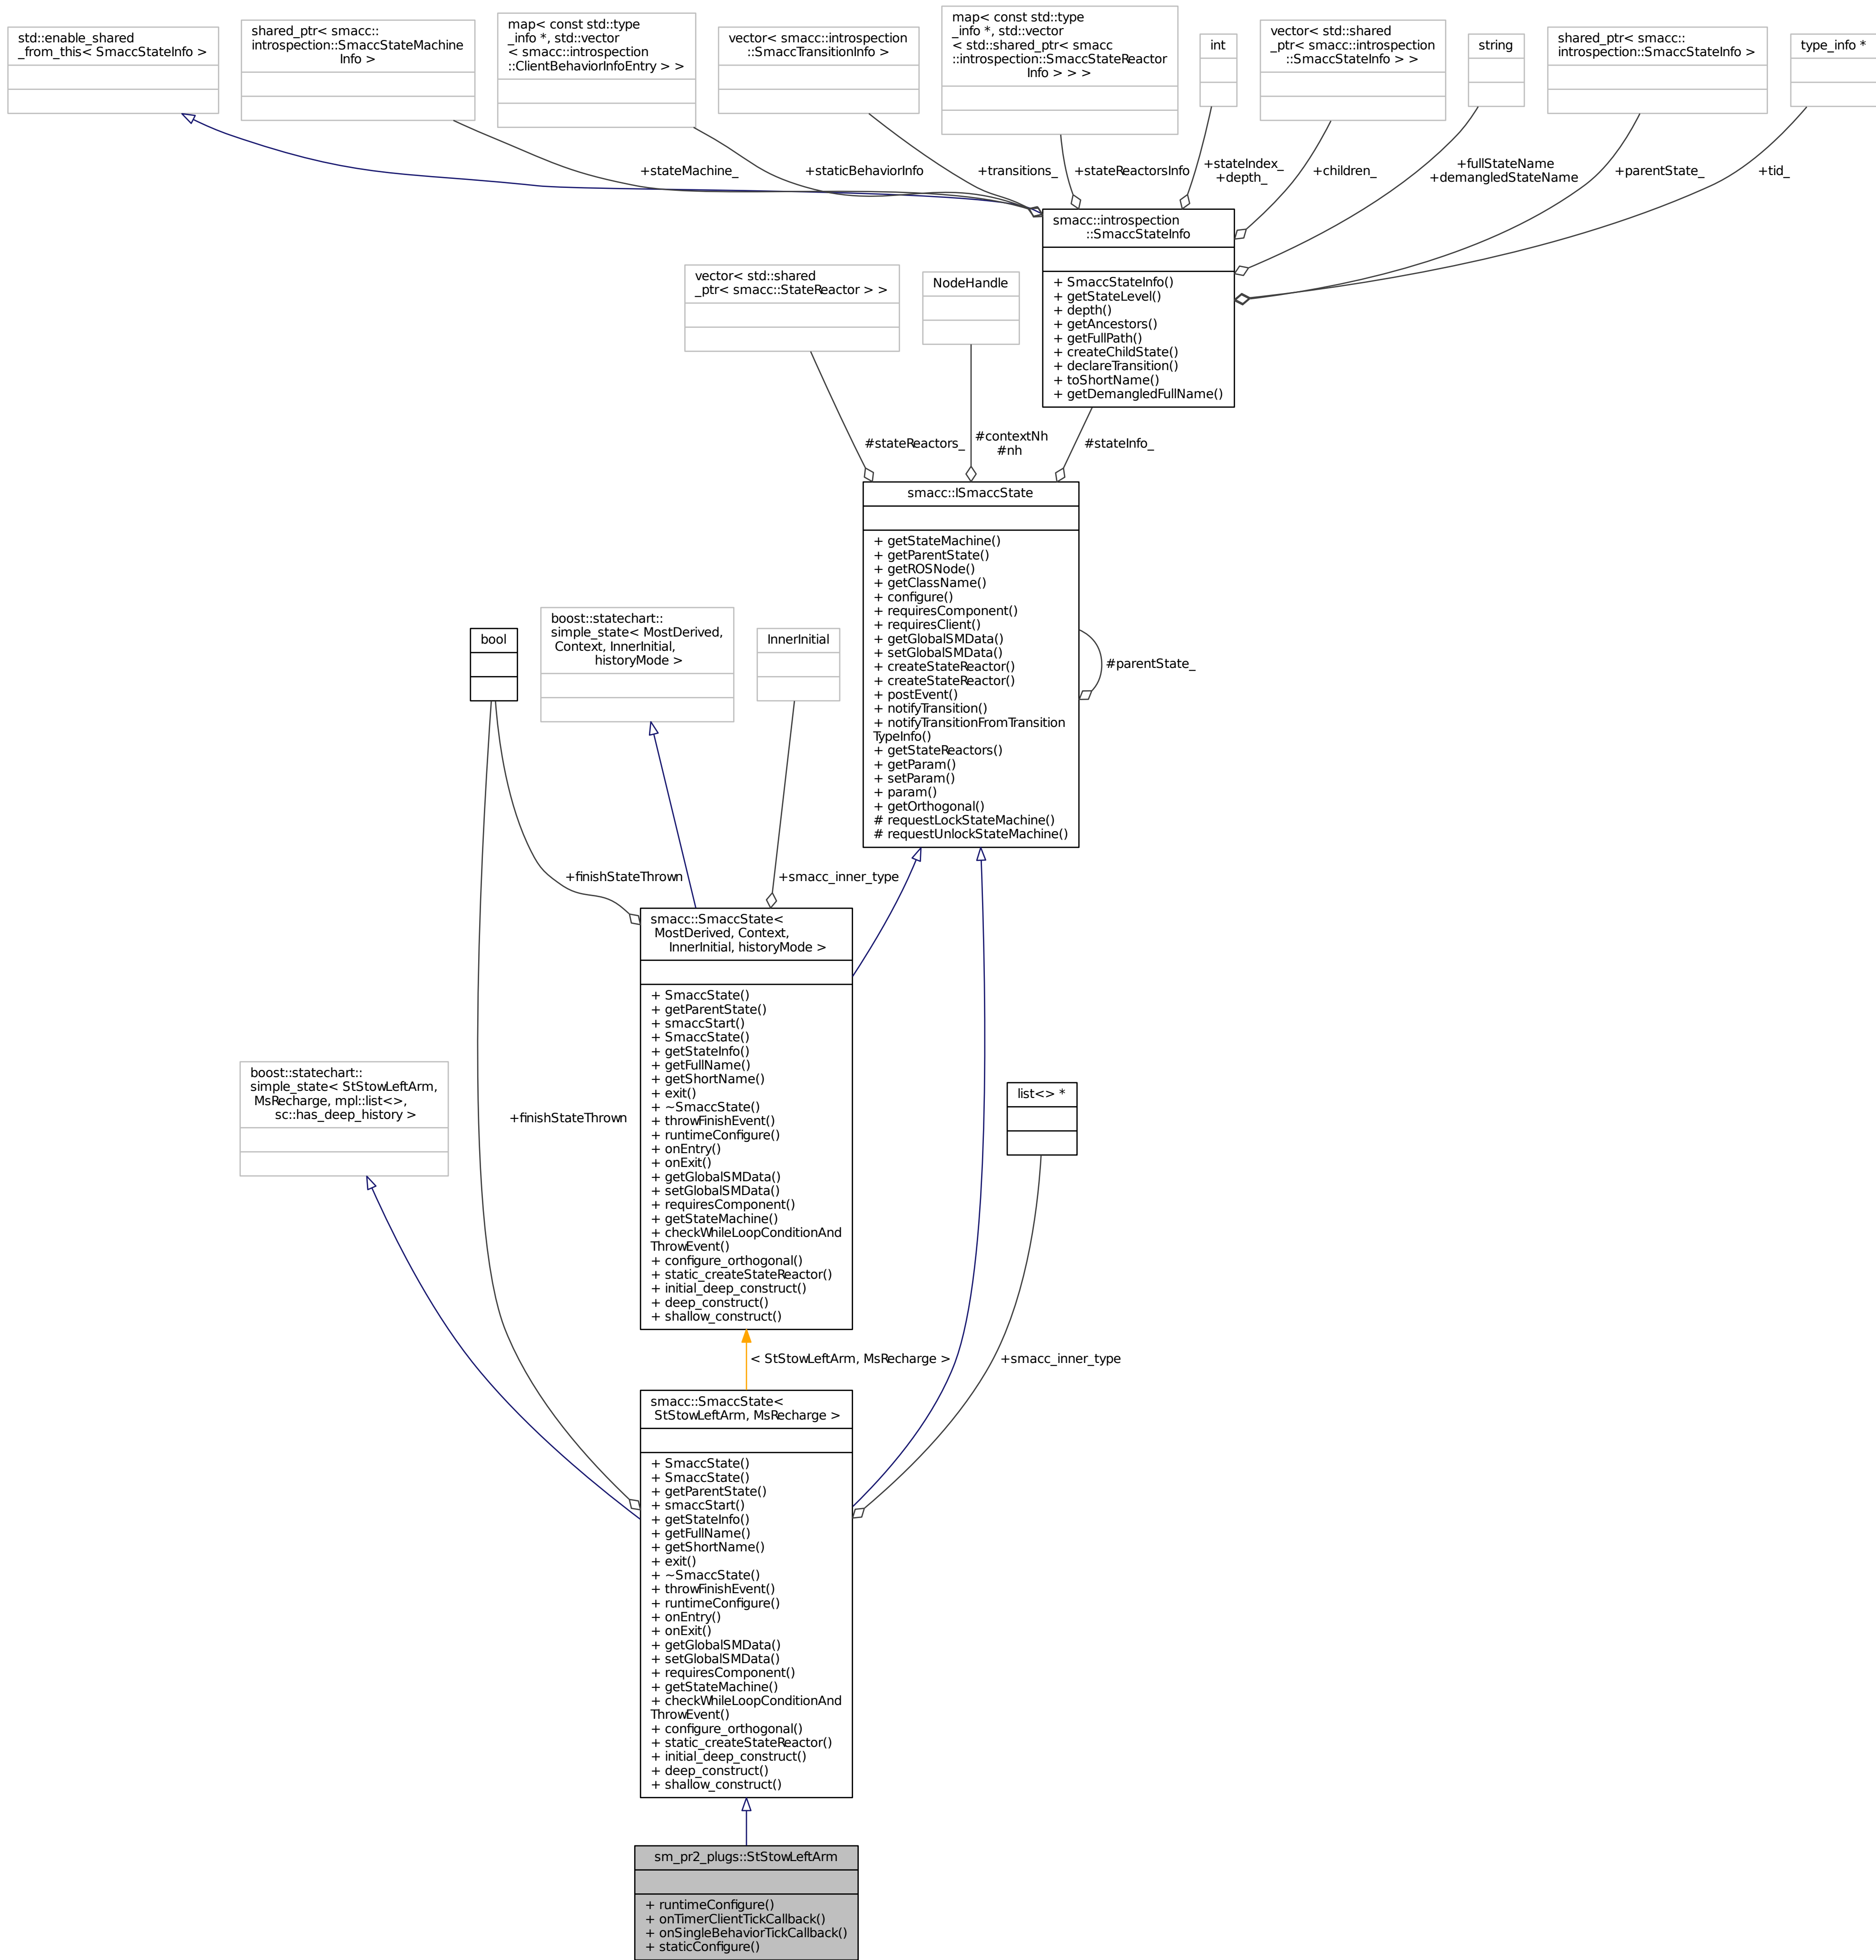 std::enable_shared
_from_this< SmaccStateInfo >
shared_ptr< smacc::
introspection::SmaccStateMachine
Info >
map< const std::type
_info *, std::vector
< smacc::introspection
::ClientBehaviorInfoEntry > >
vector< smacc::introspection
::SmaccTransitionInfo >
map< const std::type
_info *, std::vector
< std::shared_ptr< smacc
::introspection::SmaccStateReactor
Info > > >
int
vector< std::shared
_ptr< smacc::introspection
::SmaccStateInfo > >
string
shared_ptr< smacc::
introspection::SmaccStateInfo >
type_info *
+stateMachine_
+staticBehaviorInfo
+transitions_
+stateReactorsInfo
+stateIndex_
+depth_
+children_
+fullStateName
+demangledStateName
+parentState_
+tid_
smacc::introspection
::SmaccStateInfo
+ SmaccStateInfo()
+ getStateLevel()
+ depth()
+ getAncestors()
+ getFullPath()
+ createChildState()
+ declareTransition()
+ toShortName()
+ getDemangledFullName()
vector< std::shared
_ptr< smacc::StateReactor > >
NodeHandle
#stateReactors_
#contextNh
#nh
#stateInfo_
smacc::ISmaccState
+ getStateMachine()
+ getParentState()
+ getROSNode()
+ getClassName()
+ configure()
+ requiresComponent()
+ requiresClient()
+ getGlobalSMData()
+ setGlobalSMData()
+ createStateReactor()
+ createStateReactor()
+ postEvent()
+ notifyTransition()
+ notifyTransitionFromTransition
TypeInfo()
+ getStateReactors()
+ getParam()
+ setParam()
+ param()
+ getOrthogonal()
# requestLockStateMachine()
# requestUnlockStateMachine()
#parentState_
bool
boost::statechart::
simple_state< MostDerived,
Context, InnerInitial,
historyMode >
InnerInitial
+finishStateThrown
+smacc_inner_type
smacc::SmaccState<
MostDerived, Context,
InnerInitial, historyMode >
+ SmaccState()
+ getParentState()
+ smaccStart()
+ SmaccState()
+ getStateInfo()
+ getFullName()
+ getShortName()
+ exit()
+ ~SmaccState()
+ throwFinishEvent()
+ runtimeConfigure()
+ onEntry()
+ onExit()
+ getGlobalSMData()
+ setGlobalSMData()
+ requiresComponent()
+ getStateMachine()
+ checkWhileLoopConditionAnd
ThrowEvent()
+ configure_orthogonal()
+ static_createStateReactor()
+ initial_deep_construct()
+ deep_construct()
+ shallow_construct()
boost::statechart::
simple_state< StStowLeftArm,
MsRecharge, mpl::list<>,
sc::has_deep_history >
+finishStateThrown
list<> *
< StStowLeftArm, MsRecharge >
+smacc_inner_type
smacc::SmaccState<
StStowLeftArm, MsRecharge >
+ SmaccState()
+ SmaccState()
+ getParentState()
+ smaccStart()
+ getStateInfo()
+ getFullName()
+ getShortName()
+ exit()
+ ~SmaccState()
+ throwFinishEvent()
+ runtimeConfigure()
+ onEntry()
+ onExit()
+ getGlobalSMData()
+ setGlobalSMData()
+ requiresComponent()
+ getStateMachine()
+ checkWhileLoopConditionAnd
ThrowEvent()
+ configure_orthogonal()
+ static_createStateReactor()
+ initial_deep_construct()
+ deep_construct()
+ shallow_construct()
sm_pr2_plugs::StStowLeftArm
+ runtimeConfigure()
+ onTimerClientTickCallback()
+ onSingleBehaviorTickCallback()
+ staticConfigure()